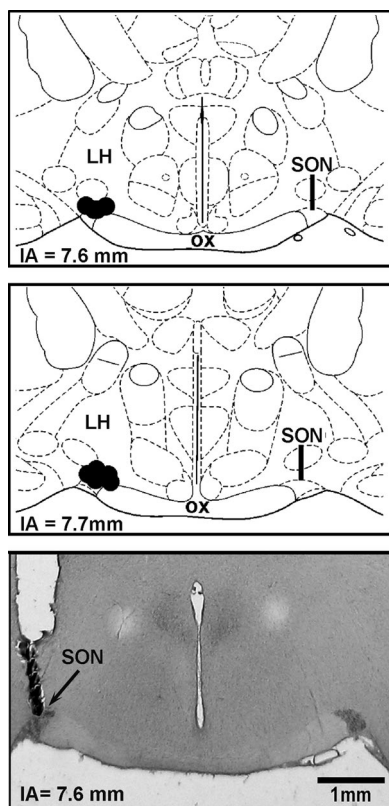 LH
SON
ox
IA = 7.6 mm
LH
SON
ox
IA = 7.7mm
SON
IA= 7.6 mm
1mm